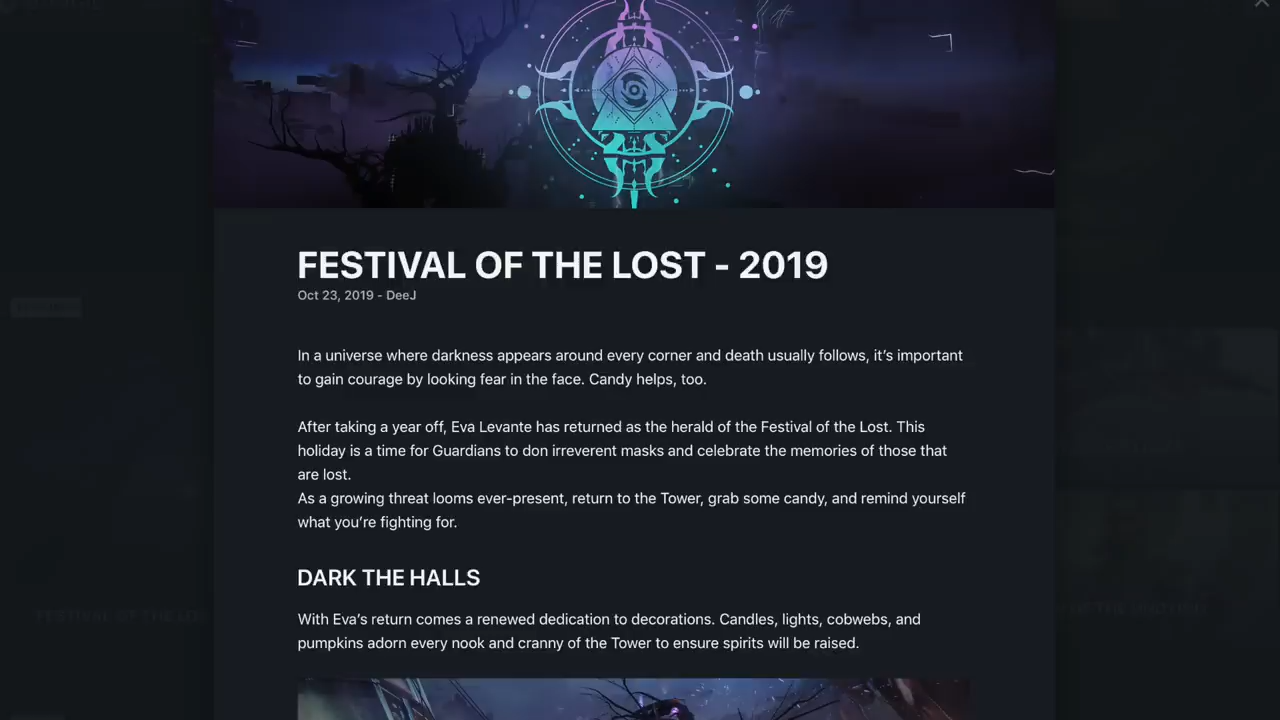 FESTIVAL OF THE LOST - 2019
Oct 23, 2019 - DeeJ
In a universe where darkness appears around every corner and death usually follows, it’s important
to gain courage by looking fear in the face. Candy helps, too.
After taking a year off, Eva Levante has returned as the herald of the Festival of the Lost. This
holiday is a time for Guardians to don irreverent masks and celebrate the memories of those that
are lost.
As a growing threat looms ever-present, return to the Tower, grab some candy, and remind yourself
what you’re fighting for.
DARK THE HALLS
With Eva’s return comes a renewed dedication to decorations. Candles, lights, cobwebs, and
pumpkins adorn every nook and cranny of the Tower to ensure spirits will be raised.
FESTIVAL OF THE LOS